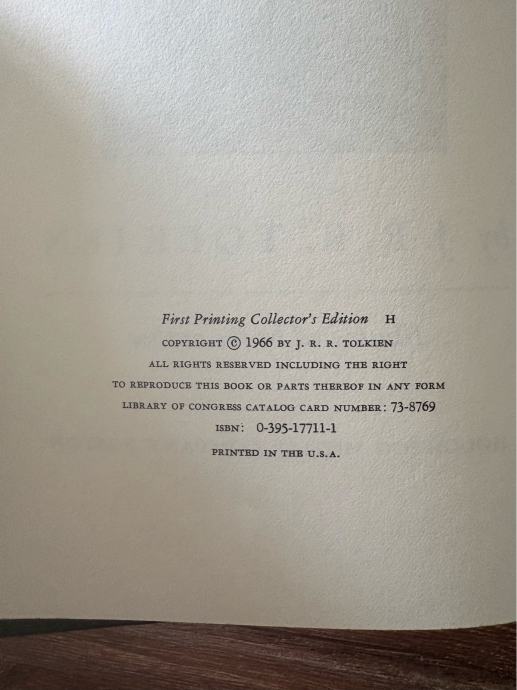 First Printing Collector's Edition H
COPYRIGHT © 1966 BY J. R. R. TOLKIEN
ALL RIGHTS RESERVED INCLUDING THE RIGHT
TO REPRODUCE THIS BOOK OR PARTS THEREOF IN ANY FORM
LIBRARY OF CONGRESS CATALOG CARD NUMBER: 73-8769
ISBN: 0-395-17711-1
PRINTED IN THE U.S.A.